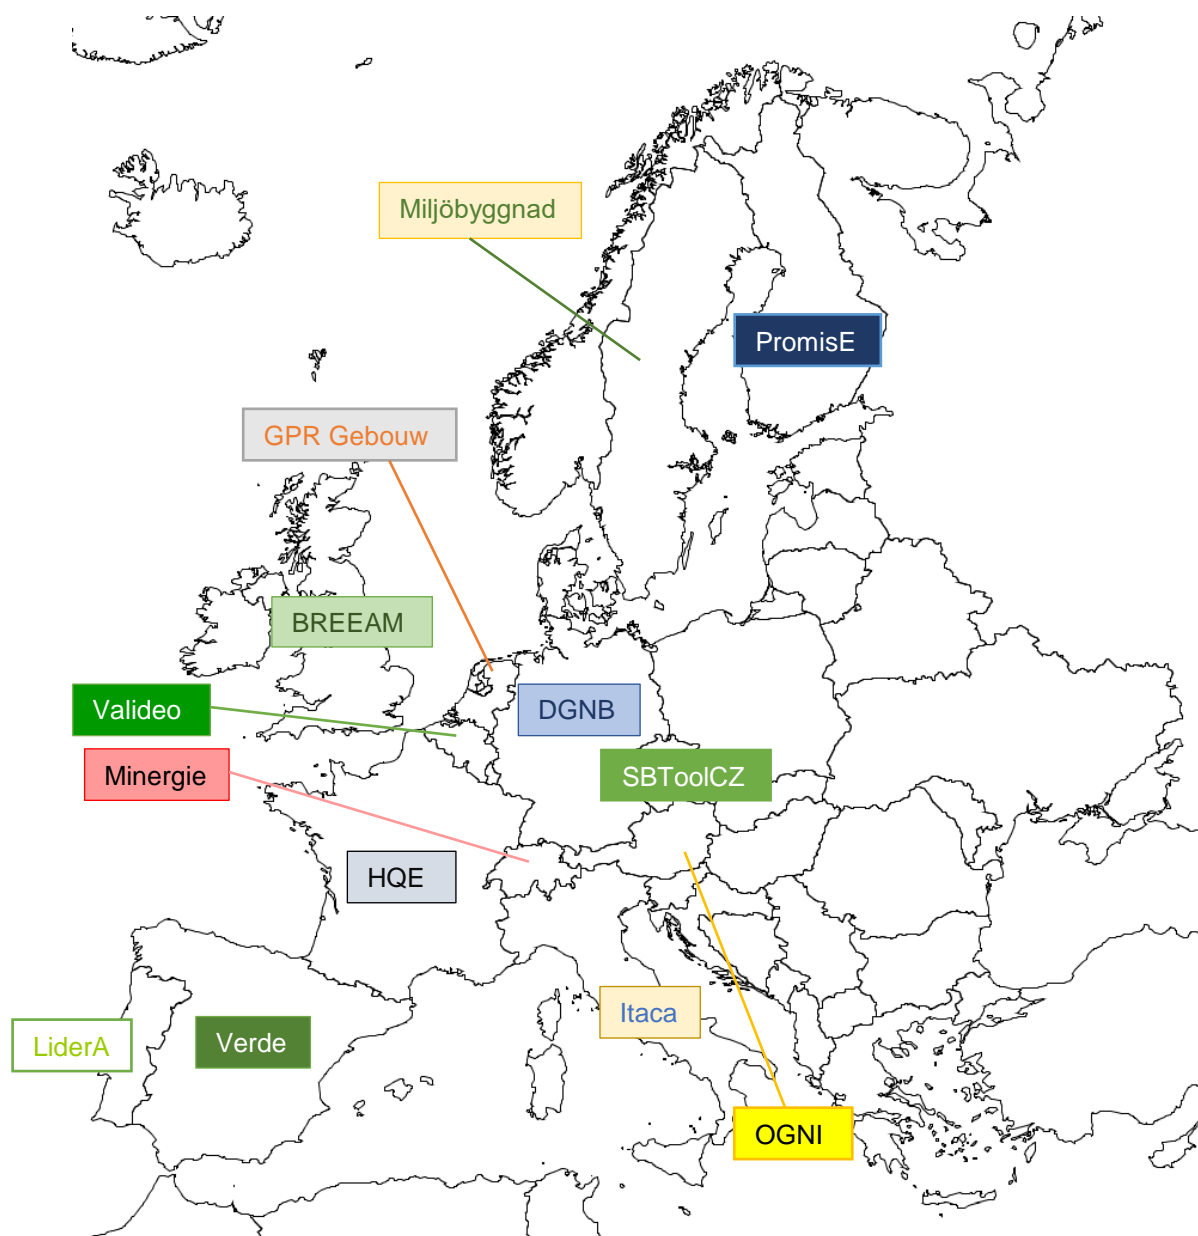 Miljöbyggnad
PromisE
GPR Gebouw
BREEAM
Valideo
DGNB
Minergie
SBToolCZ
HQE
Itaca
LiderA
Verde
OGNI